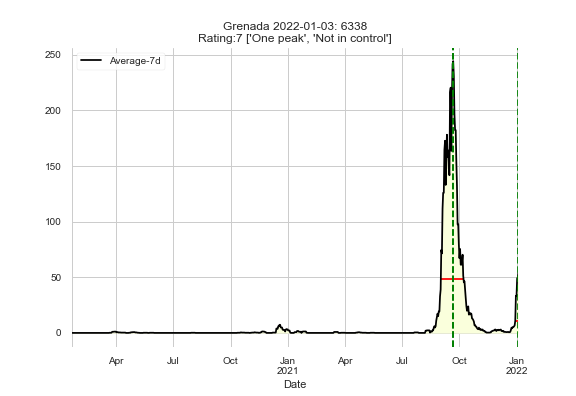 Grenada 2022-01-03: 6338
Rating:7 ['One peak', 'Not in control']
Average-7d
250
200
150
100
50
0
Apr Jul Oct Jan Apr Jul Oct Jan
2021 2022
Date